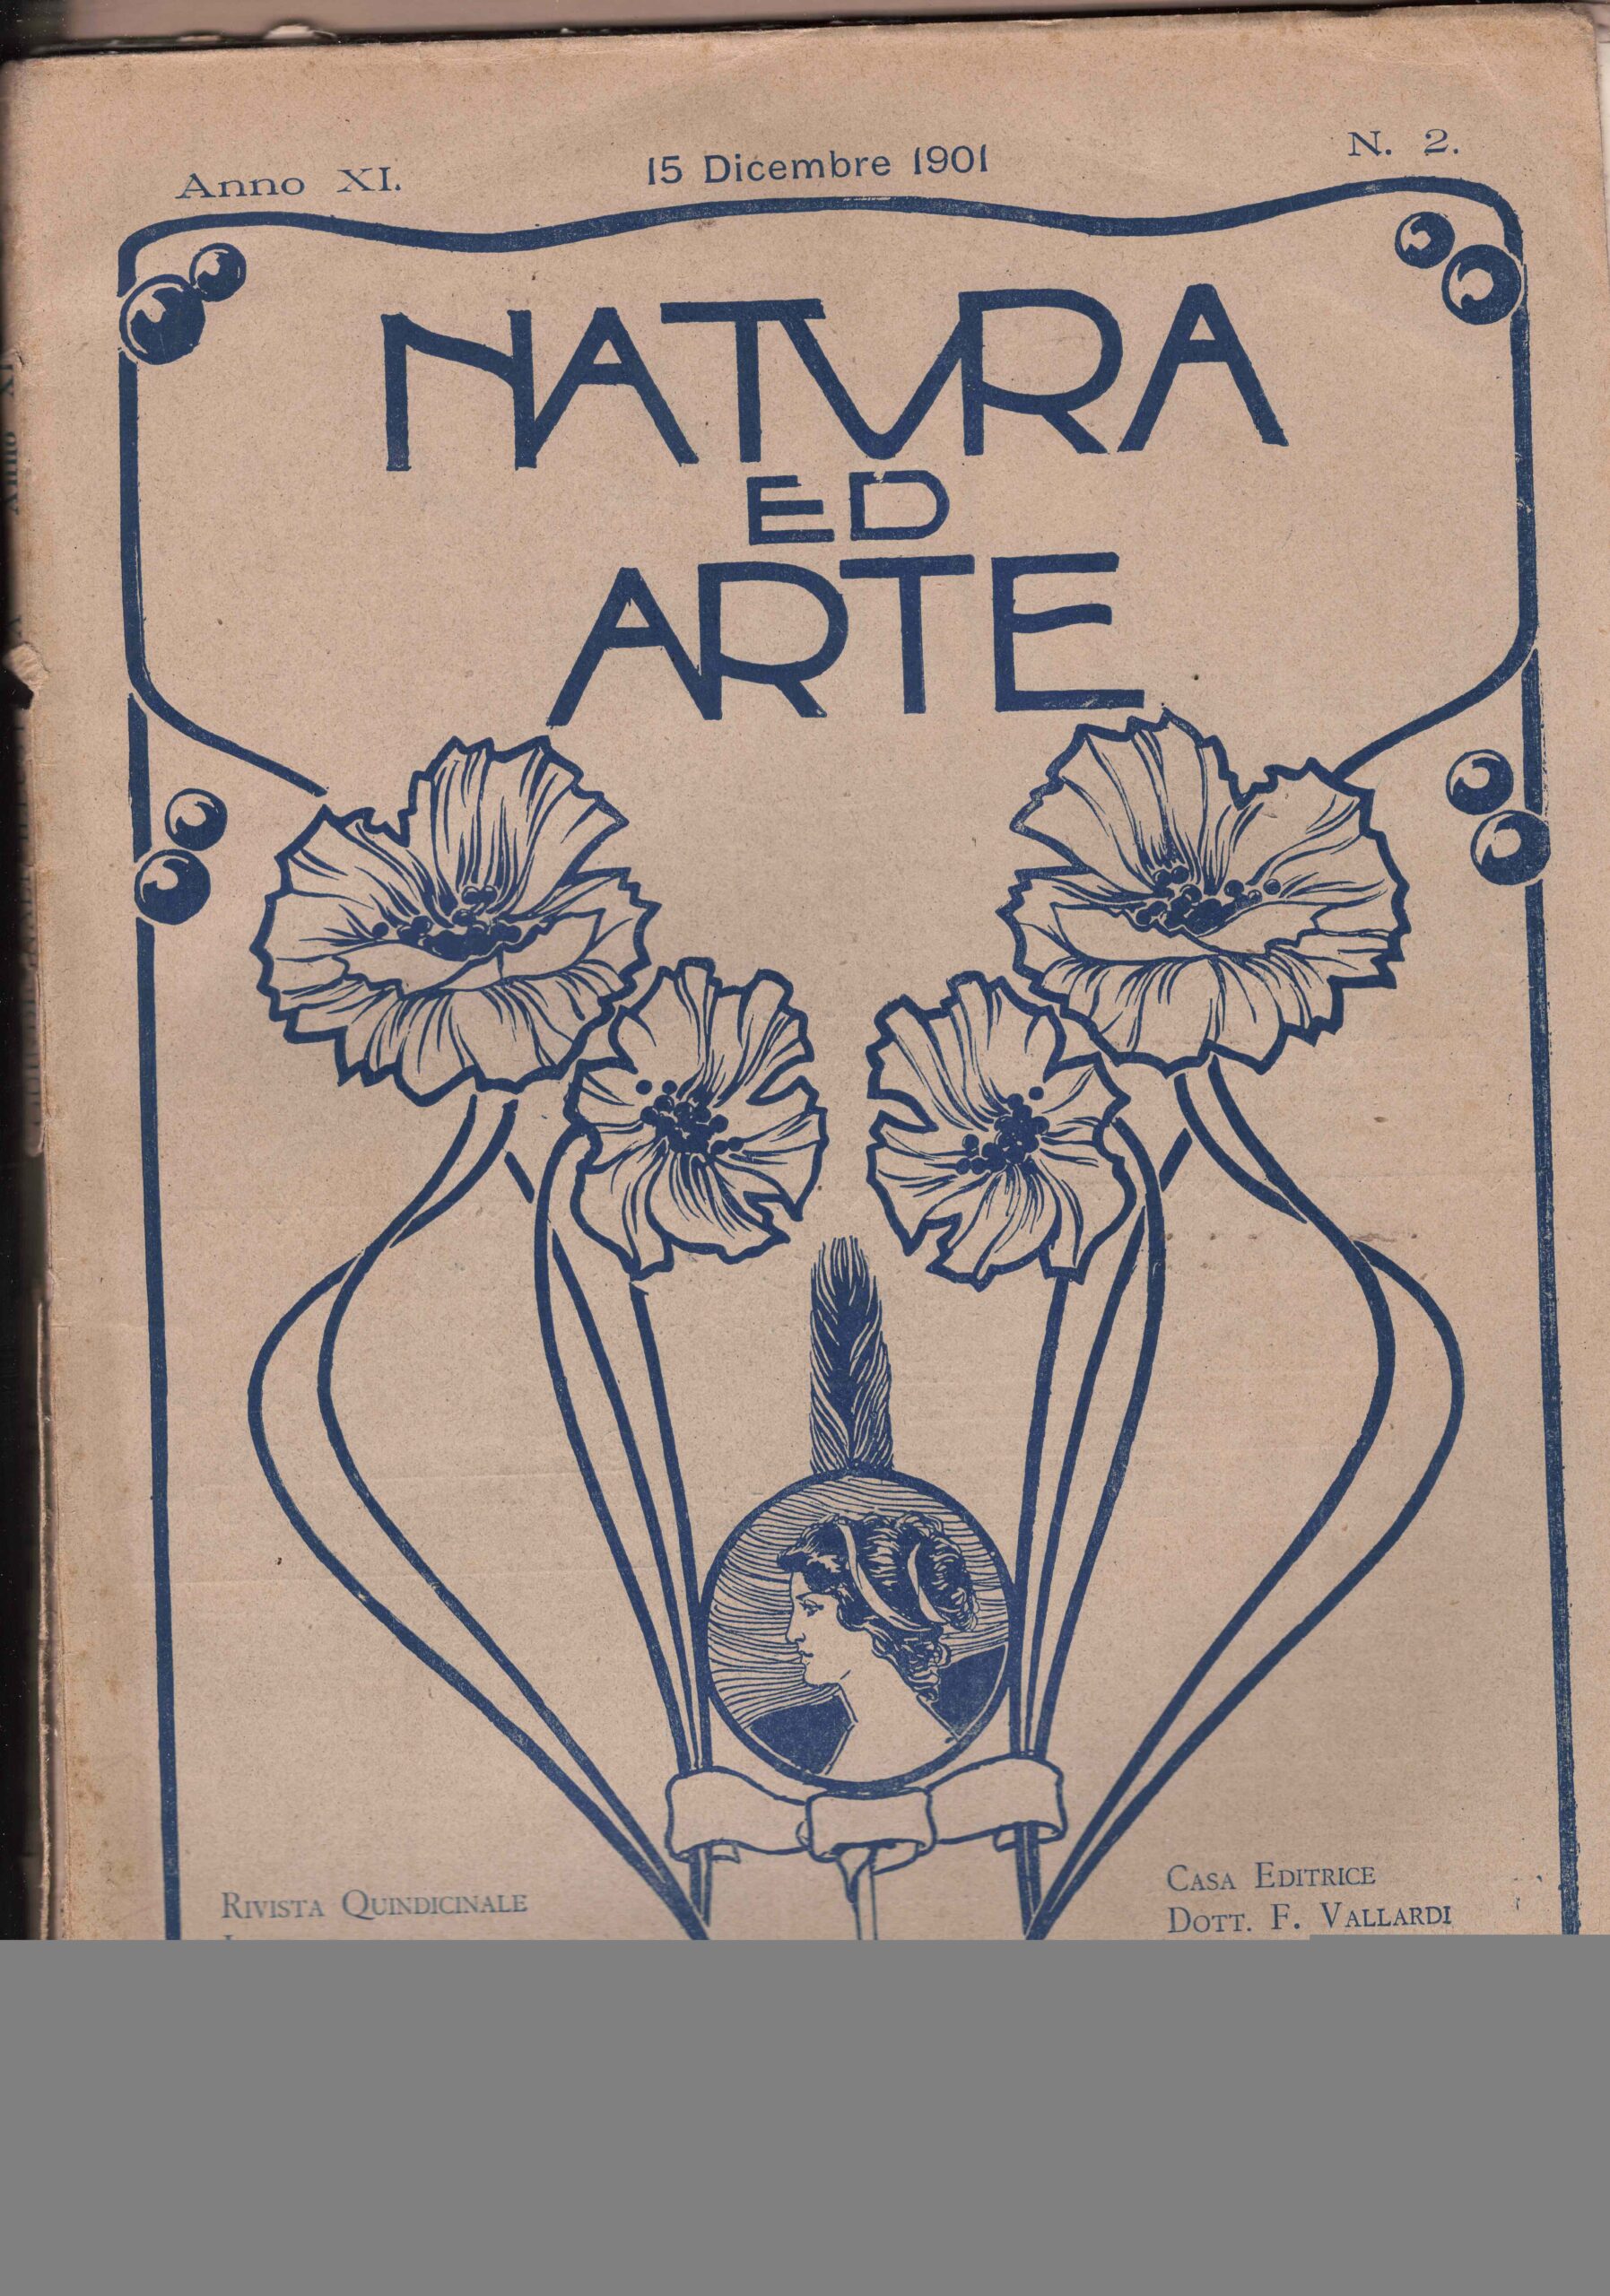 Anno XI.
15 Dicembre 1901
N. 2.
NATVRA
ED
ARTE
RIVISTA QUINDICINALE
CASA EDITRICE
DOTT. F. VALLARDI